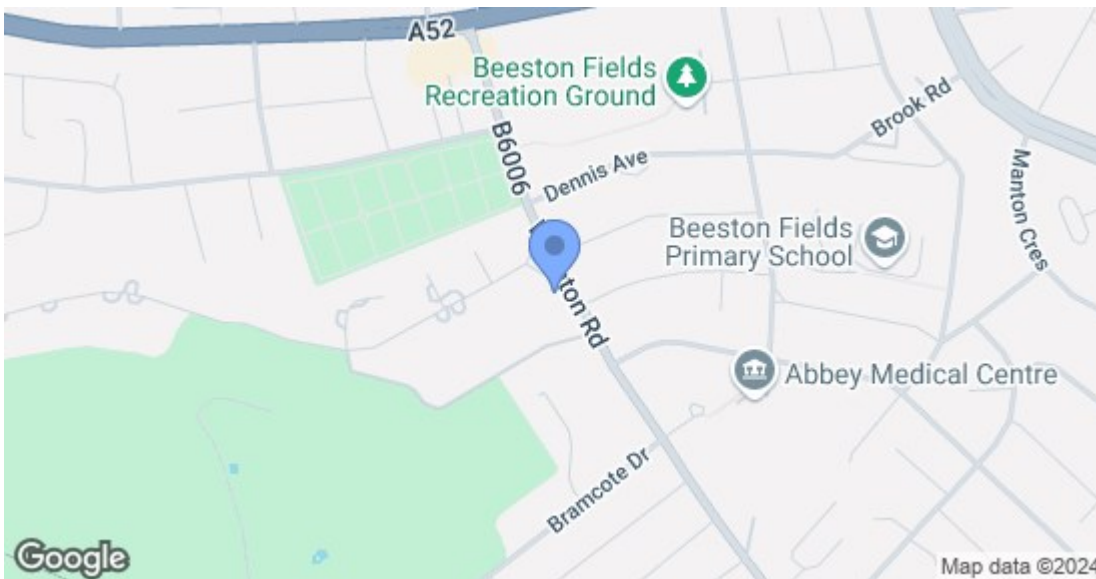 A52
Beeston Fields
Recreation Ground
B6006
Dennis Ave
Brook Rd
Manton Cres
Beeston Fields
Primary School
Rd
Abbey Medical Centre
Bramcote Dr
Google
Map data ©2024